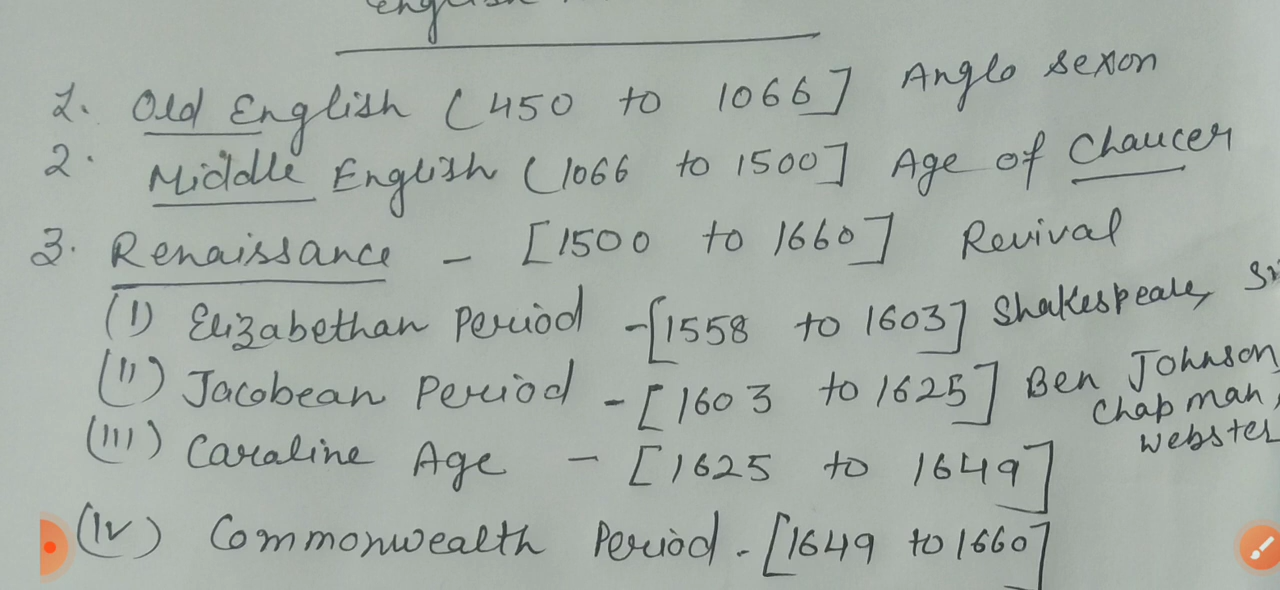 English
1. Old English (450 to 1066] Anglo Sexon
2. Middle English (1066 to 1500] Age of Chaucer
3. Renaissance - [1500 to 1660] Revival
(I) Elizabethan Period - [1558 to 1603] Shakespeare,
(II) Jacobean Period - [1603 to 1625] Ben Johnson,
Chapman,
Webster
(III) Caraline Age - [1625 to 1649]
(IV) Commonwealth Period - [1649 to 1660]